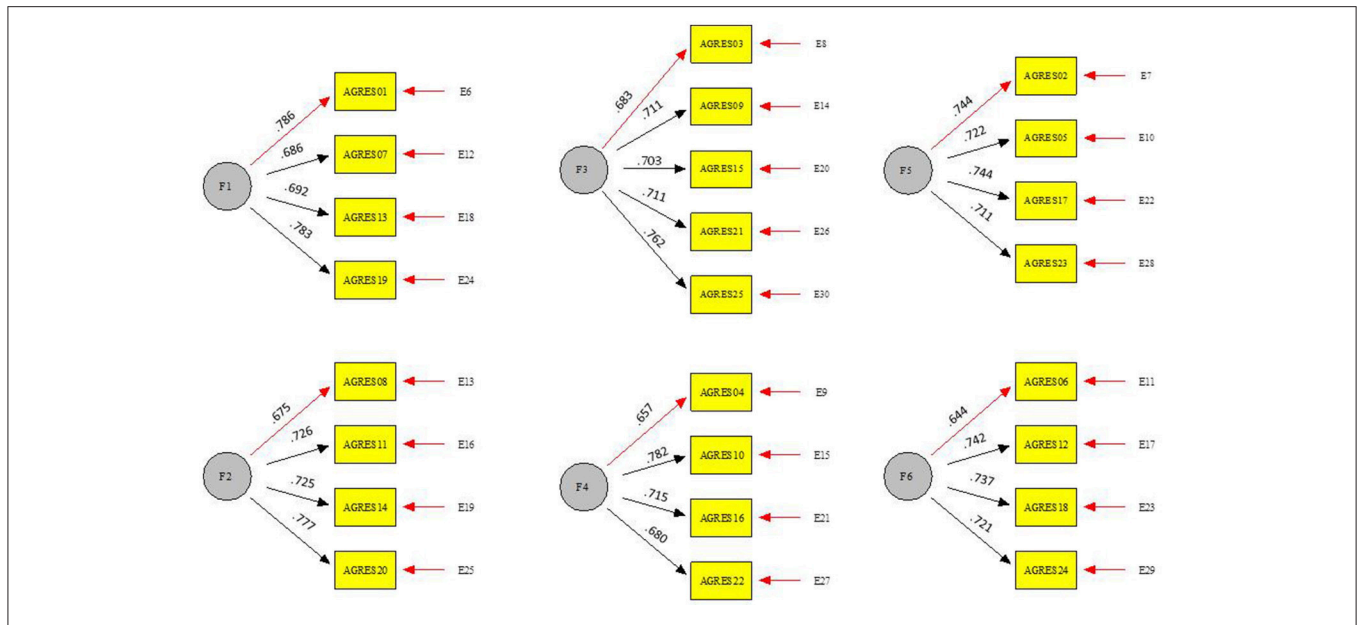 F1
.786
AGRES01
E6
.686
AGRES07
E12
.692
AGRES13
E18
.783
AGRES19
E24
F3
.683
AGRES03
E8
.711
AGRES09
E14
.703
AGRES15
E20
.711
AGRES21
E26
.762
AGRES25
E30
F5
.744
AGRES02
E7
.722
AGRES05
E10
.744
AGRES17
E22
.711
AGRES23
E28
F2
.675
AGRES08
E13
.726
AGRES11
E16
.725
AGRES14
E19
.777
AGRES20
E25
F4
.657
AGRES04
E9
.782
AGRES10
E15
.715
AGRES16
E21
.680
AGRES22
E27
F6
.644
AGRES06
E11
.742
AGRES12
E17
.737
AGRES18
E23
.721
AGRES24
E29